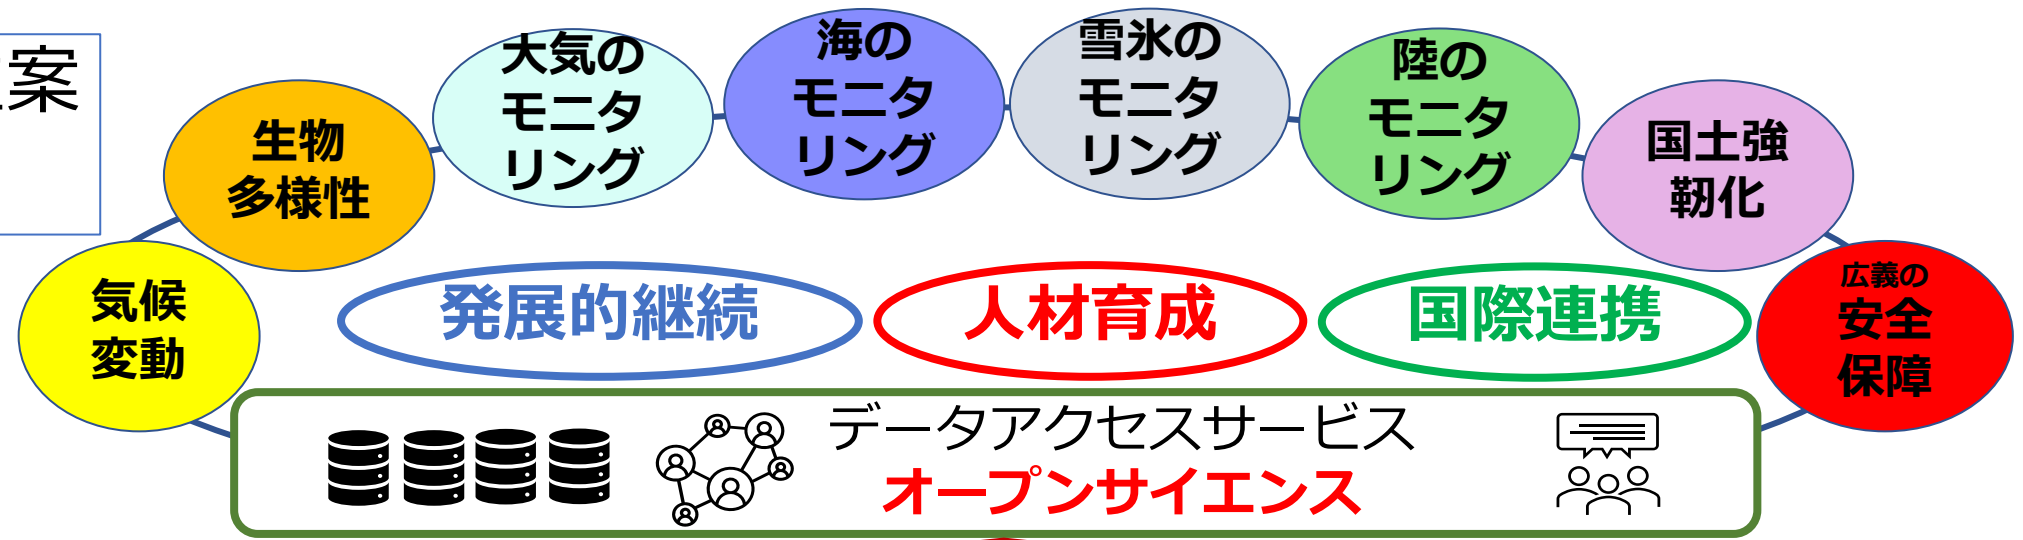 案
気候
変動
生物
多様性
大気の
モニタ
リング
海の
モニタ
リング
雪氷の
モニタ
リング
陸の
モニタ
リング
国土強
靭化
広義の
安全
保障
発展的継続
人材育成
国際連携
データアクセスサービス
オープンサイエンス